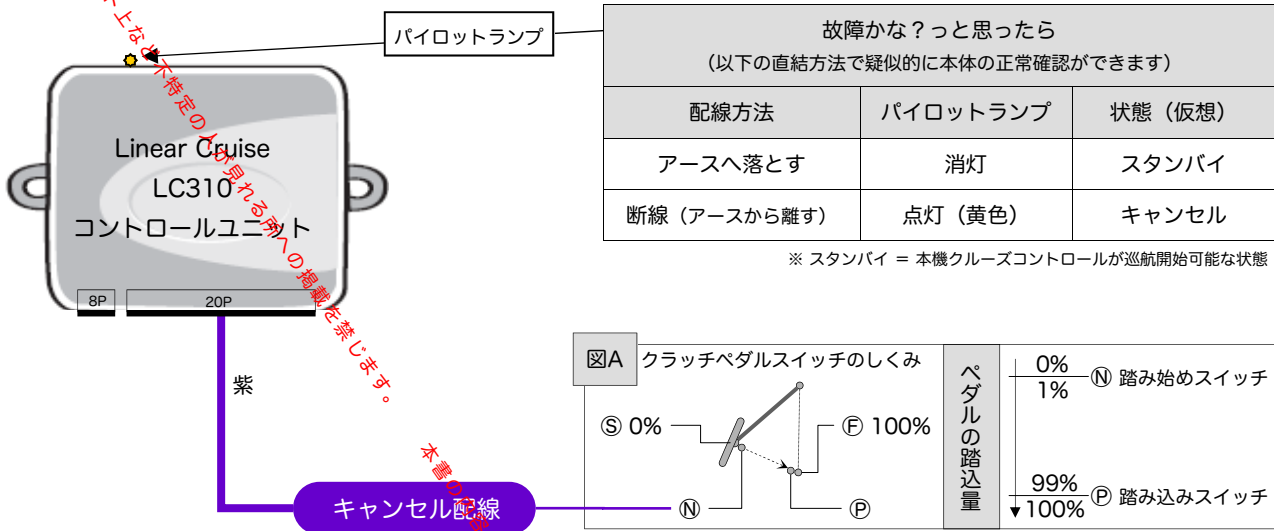 パイロットランプ
故障かな？っと思ったら
（以下の直結方法で疑似的に本体の正常確認ができます）
配線方法 パイロットランプ 状態（仮想）
アースへ落とす 消灯 スタンバイ
断線（アースから離す） 点灯（黄色） キャンセル
※ スタンバイ ＝ 本機クルーズコントロールが巡航開始可能な状態
Linear Cruise
LC310
コントロールユニット
8P 20P
紫
キャンセル配線
図A クラッチペダルスイッチのしくみ
Ⓢ 0%
Ⓕ 100%
Ⓝ
Ⓟ
ペダルの踏込量
0%
1%
Ⓝ 踏み始めスイッチ
99%
100%
Ⓟ 踏み込みスイッチ
上など不特定の人が見れる所への掲載を禁じます。
本書の内容